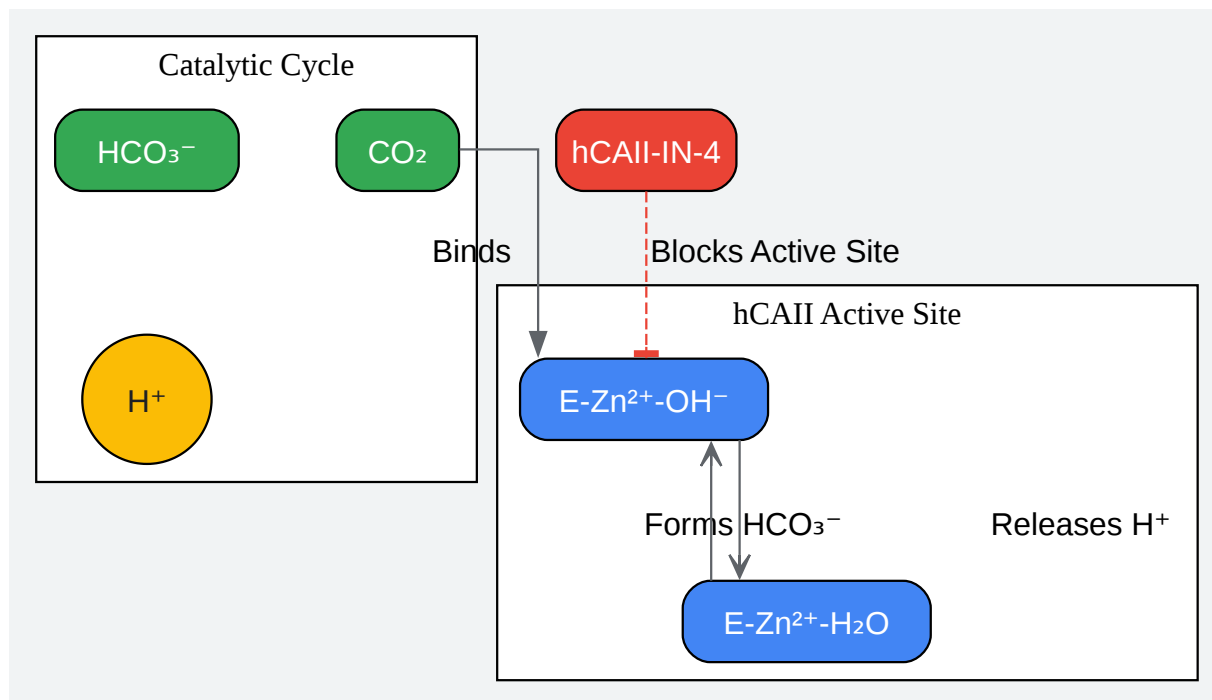 Catalytic Cycle
HCO₃⁻
CO₂
hCAII-IN-4
Binds
Blocks Active Site
hCAII Active Site
H⁺
E-Zn²⁺-OH⁻
Forms HCO₃⁻
Releases H⁺
E-Zn²⁺-H₂O